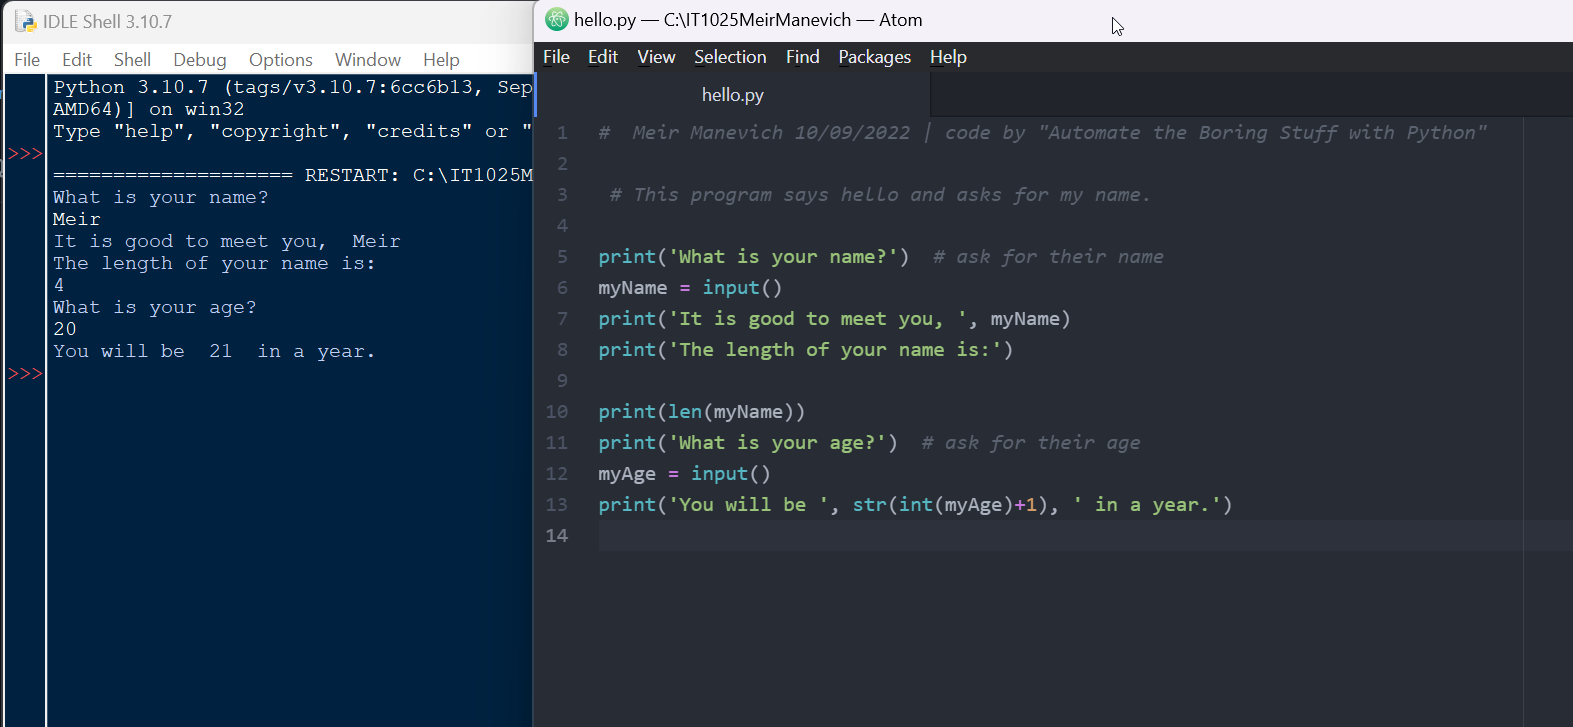 IDLE Shell 3.10.7
File Edit Shell Debug Options Window Help
Python 3.10.7 (tags/v3.10.7:6cc6b13, Sep
AMD64)] on win32
Type "help", "copyright", "credits" or "
>>>
==================== RESTART: C:\IT1025M
What is your name?
Meir
It is good to meet you,  Meir
The length of your name is:
4
What is your age?
20
You will be  21  in a year.
>>>
hello.py — C:\IT1025MeirManevich — Atom
File Edit View Selection Find Packages Help
hello.py
1 #  Meir Manevich 10/09/2022 | code by "Automate the Boring Stuff with Python"
2
3  # This program says hello and asks for my name.
4
5 print('What is your name?')  # ask for their name
6 myName = input()
7 print('It is good to meet you, ', myName)
8 print('The length of your name is:')
9
10 print(len(myName))
11 print('What is your age?')  # ask for their age
12 myAge = input()
13 print('You will be ', str(int(myAge)+1), ' in a year.')
14